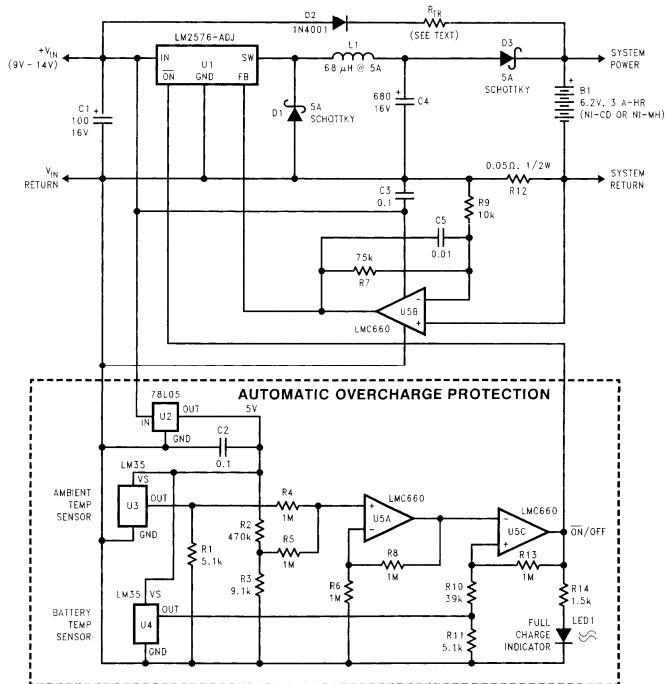 D2
1N4001
RTR
(SEE TEXT)
LM2576-ADJ
+VIN
(9V – 14V)
IN
SW
U1
ON
GND
FB
L1
68 µH @ 5A
D3
5A
SCHOTTKY
SYSTEM
POWER
C1
100
16V
+
D1
5A
SCHOTTKY
680
16V
+
C4
+
B1
6.2V, 3 A-HR
(NI-CD OR NI-MH)
VIN
RETURN
0.05Ω, 1/2W
R12
SYSTEM
RETURN
C3
0.1
R9
10k
C5
0.01
75k
R7
U5B
–
+
LMC660
AUTOMATIC OVERCHARGE PROTECTION
78L05
IN
U2
OUT
5V
GND
C2
0.1
LM35
VS
AMBIENT
TEMP
SENSOR
U3
OUT
GND
R4
1M
R1
5.1k
R2
470k
R5
1M
R3
9.1k
LMC660
+
–
U5A
R8
1M
R6
1M
LMC660
–
+
U5C
ON/OFF
R13
1M
R10
39k
R14
1.5k
LM35
VS
BATTERY
TEMP
SENSOR
U4
OUT
GND
R11
5.1k
FULL
CHARGE
INDICATOR
LED1